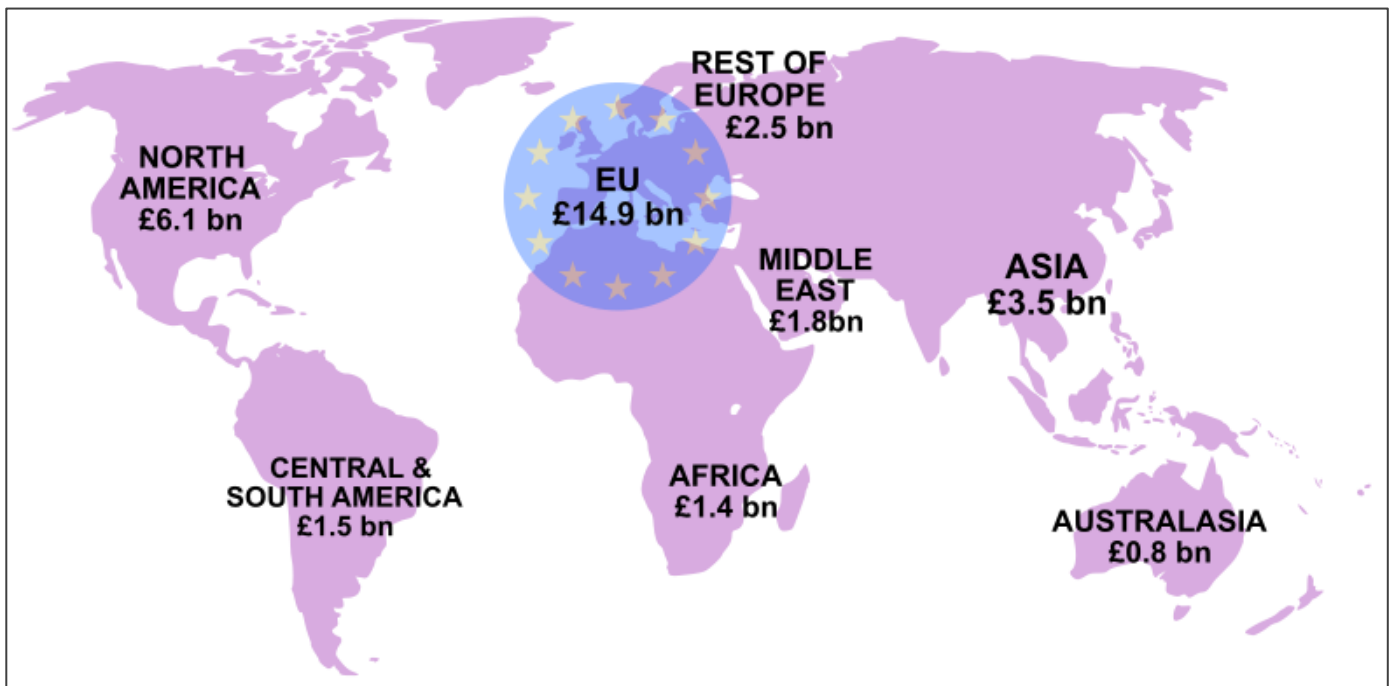 REST OF
EUROPE
£2.5 bn
NORTH
AMERICA
£6.1 bn
EU
£14.9 bn
MIDDLE
EAST
£1.8bn
ASIA
£3.5 bn
CENTRAL &
SOUTH AMERICA
£1.5 bn
AFRICA
£1.4 bn
AUSTRALASIA
£0.8 bn